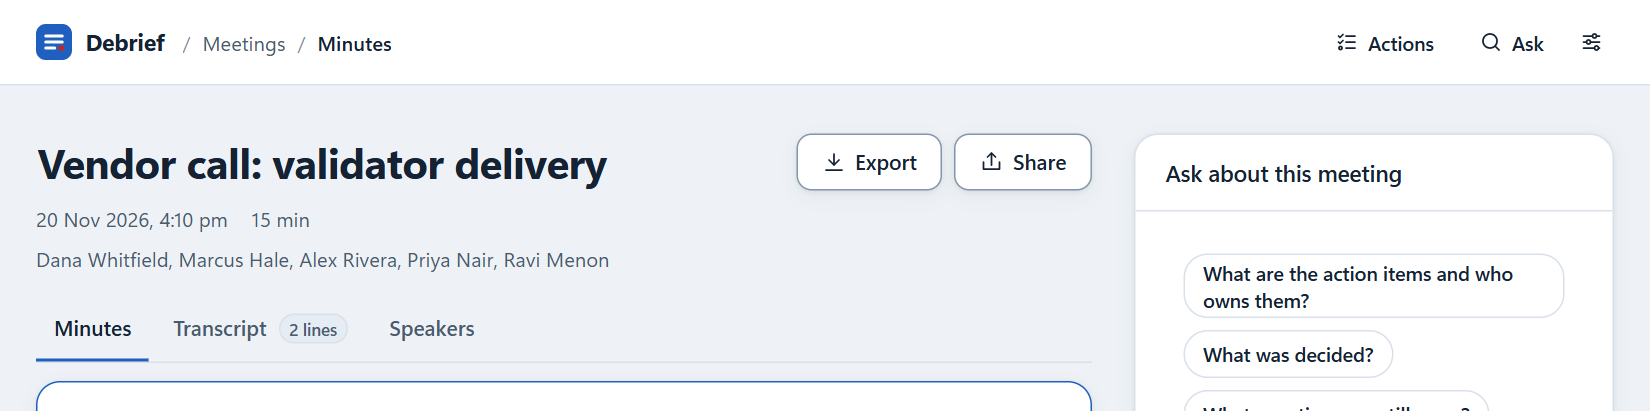 Debrief / Meetings / Minutes
Actions
Ask
Vendor call: validator delivery
Export
Share
20 Nov 2026, 4:10 pm 15 min
Dana Whitfield, Marcus Hale, Alex Rivera, Priya Nair, Ravi Menon
Minutes
Transcript 2 lines
Speakers
Ask about this meeting
What are the action items and who
owns them?
What was decided?